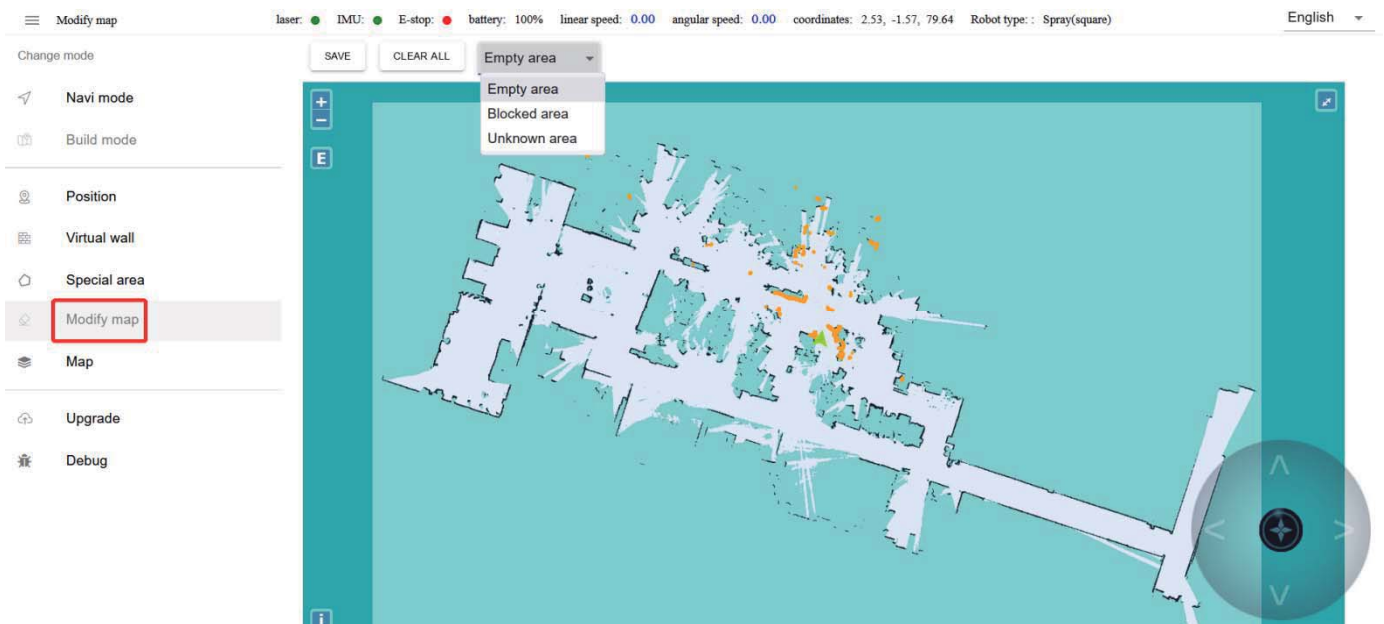 Modify map laser: IMU: E-stop: battery: 100% linear speed: 0.00 angular speed: 0.00 coordinates: 2.53, -1.57, 79.64 Robot type: : Spray(square) English
Change mode
SAVE CLEAR ALL Empty area
Navi mode
Build mode
Position
Virtual wall
Special area
Modify map
Map
Upgrade
Debug
Empty area
Blocked area
Unknown area
+
−
E
i